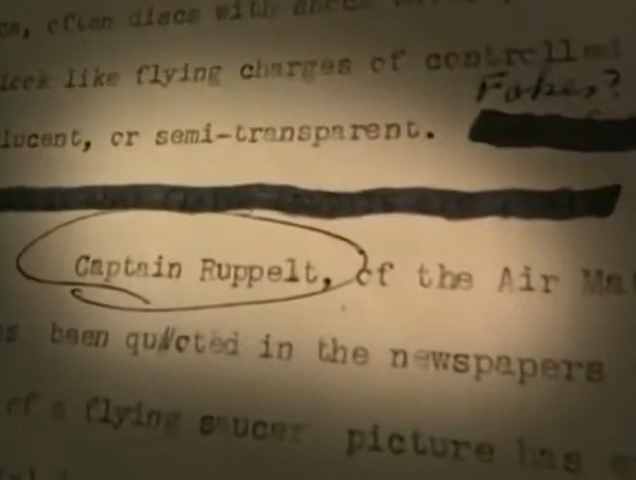 often discs with
look like flying charges of controlled
Fakes?
lucent, or semi-transparent.
Captain Ruppelt, of the Air
been quoted in the newspapers
of a flying saucer picture has